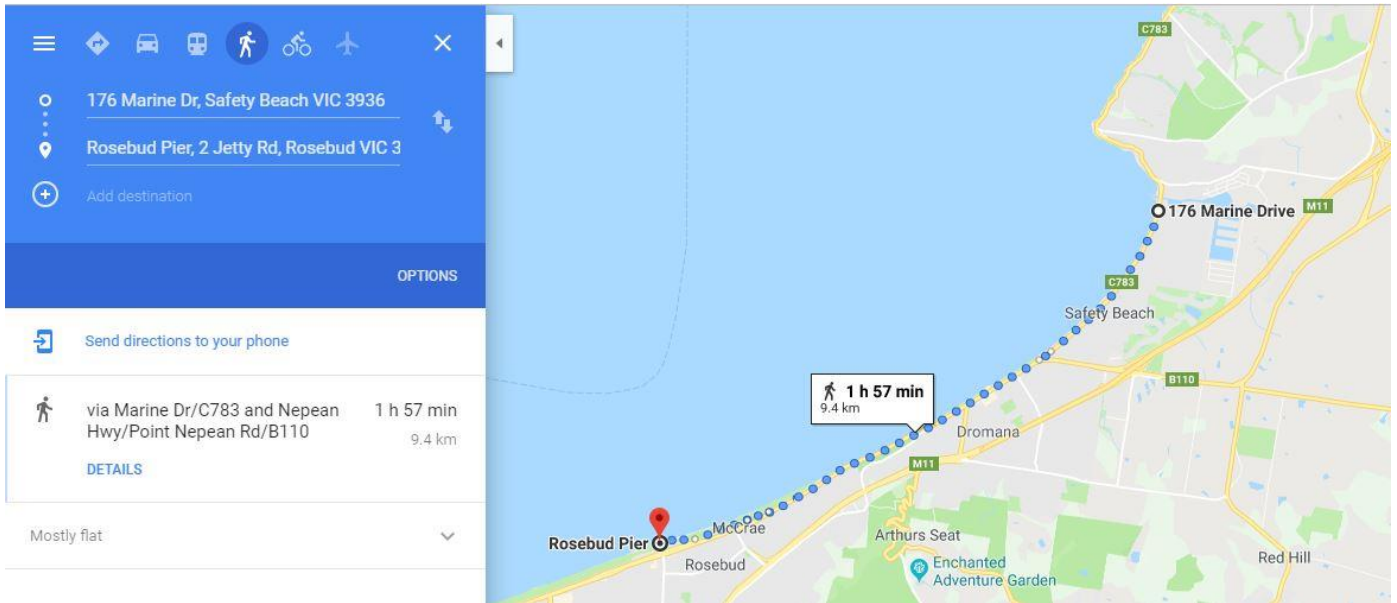 176 Marine Dr, Safety Beach VIC 3936
Rosebud Pier, 2 Jetty Rd, Rosebud VIC 3
Add destination
OPTIONS
Send directions to your phone
via Marine Dr/C783 and Nepean
Hwy/Point Nepean Rd/B110
1 h 57 min
9.4 km
DETAILS
Mostly flat
C783
176 Marine Drive
M11
C783
Safety Beach
B110
1 h 57 min
9.4 km
Dromana
M11
McCrae
Rosebud Pier
Rosebud
Arthurs Seat
Enchanted
Adventure Garden
Red Hill